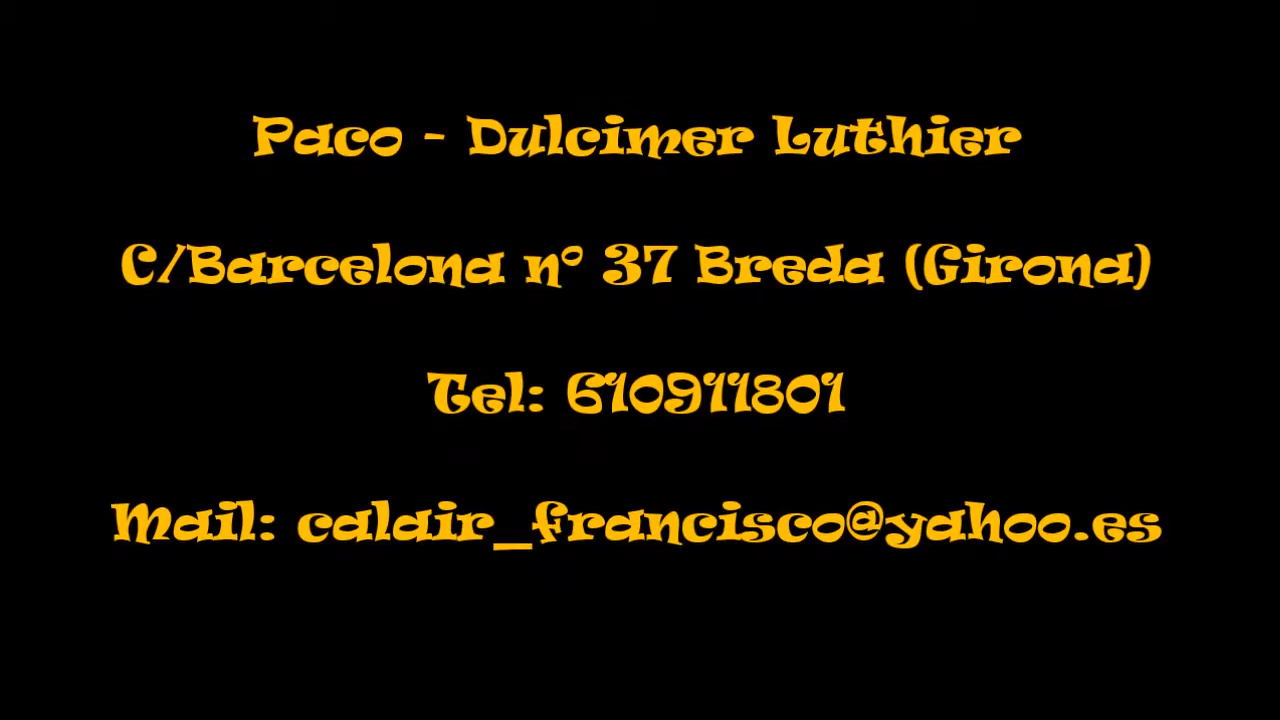 Paco - Dulcimer Luthier
C/Barcelona nº 37 Breda (Girona)
Tel: 610911801
Mail: calair_francisco@yahoo.es